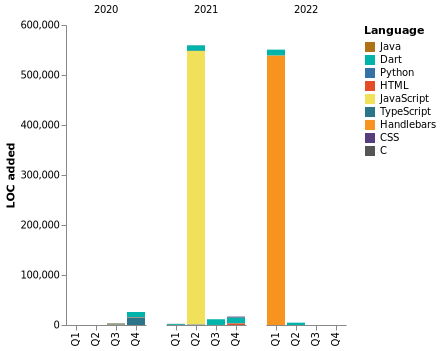 2020 2021 2022
600,000
500,000
400,000
300,000
200,000
100,000
0
LOC added
Q1 Q2 Q3 Q4 Q1 Q2 Q3 Q4 Q1 Q2 Q3 Q4
Language
Java
Dart
Python
HTML
JavaScript
TypeScript
Handlebars
CSS
C